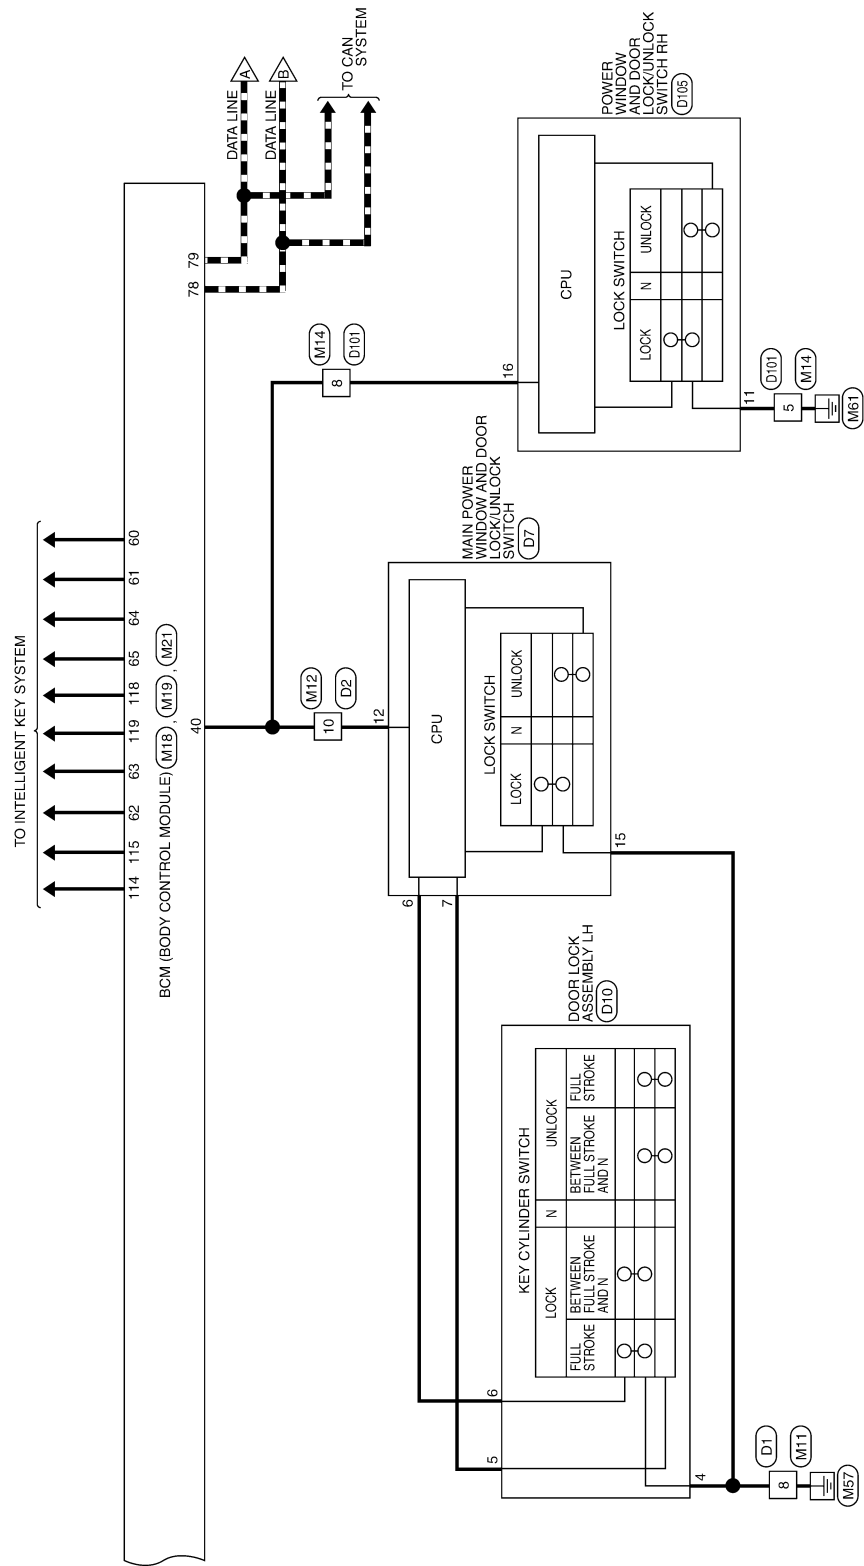 TO INTELLIGENT KEY SYSTEM
114
115
62
63
119
118
65
64
61
60
BCM (BODY CONTROL MODULE) M18 , M19 , M21
40
78
79
DATA LINE
A
DATA LINE
B
TO CAN
SYSTEM
M12
10
D2
M14
8
D101
12
MAIN POWER
WINDOW AND DOOR
LOCK/UNLOCK
SWITCH
D7
CPU
LOCK SWITCH
LOCK
N
UNLOCK
6
7
15
16
POWER
WINDOW
AND DOOR
LOCK/UNLOCK
SWITCH RH
D105
CPU
LOCK SWITCH
LOCK
N
UNLOCK
11
D101
5
M14
M61
DOOR LOCK
ASSEMBLY LH
D10
6
5
KEY CYLINDER SWITCH
LOCK
N
UNLOCK
FULL
STROKE
BETWEEN
FULL STROKE
AND N
BETWEEN
FULL STROKE
AND N
FULL
STROKE
4
D1
8
M11
M57